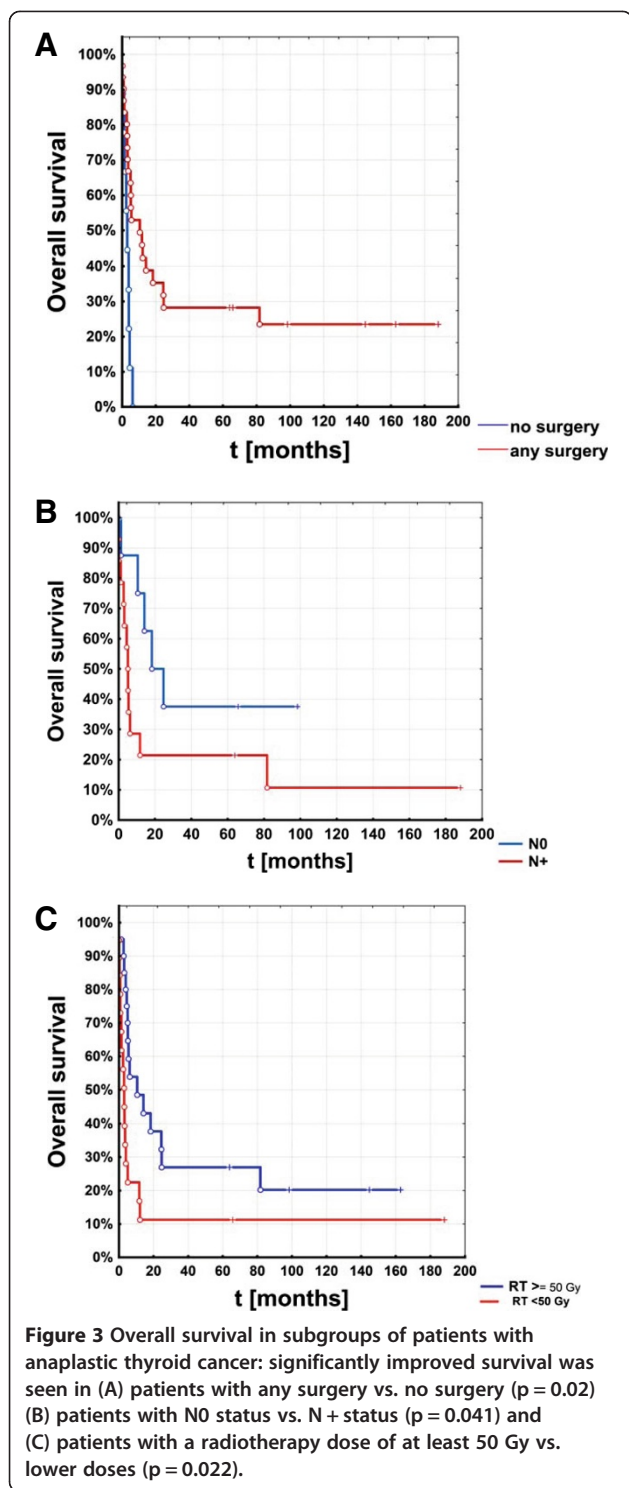 A
100%
90%
80%
70%
60%
50%
40%
30%
20%
10%
0%
Overall survival
0 20 40 60 80 100 120 140 160 180 200
t [months]
no surgery
any surgery
B
100%
90%
80%
70%
60%
50%
40%
30%
20%
10%
0%
Overall survival
0 20 40 60 80 100 120 140 160 180 200
t [months]
N0
N+
C
100%
90%
80%
70%
60%
50%
40%
30%
20%
10%
0%
Overall survival
0 20 40 60 80 100 120 140 160 180 200
t [months]
RT >= 50 Gy
RT <50 Gy
Figure 3 Overall survival in subgroups of patients with
anaplastic thyroid cancer: significantly improved survival was
seen in (A) patients with any surgery vs. no surgery (p = 0.02)
(B) patients with N0 status vs. N + status (p = 0.041) and
(C) patients with a radiotherapy dose of at least 50 Gy vs.
lower doses (p = 0.022).